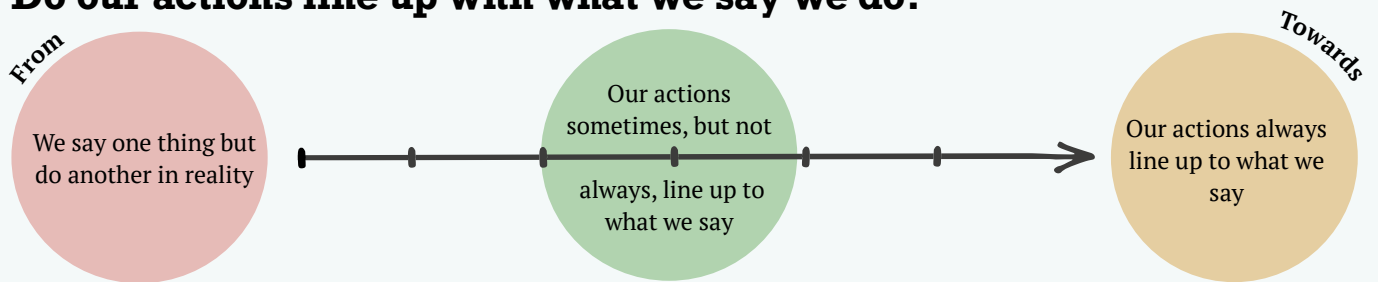 Do our actions line up with what we say we do?
From
Towards
We say one thing but
do another in reality
Our actions
sometimes, but not
always, line up to
what we say
Our actions always
line up to what we
say